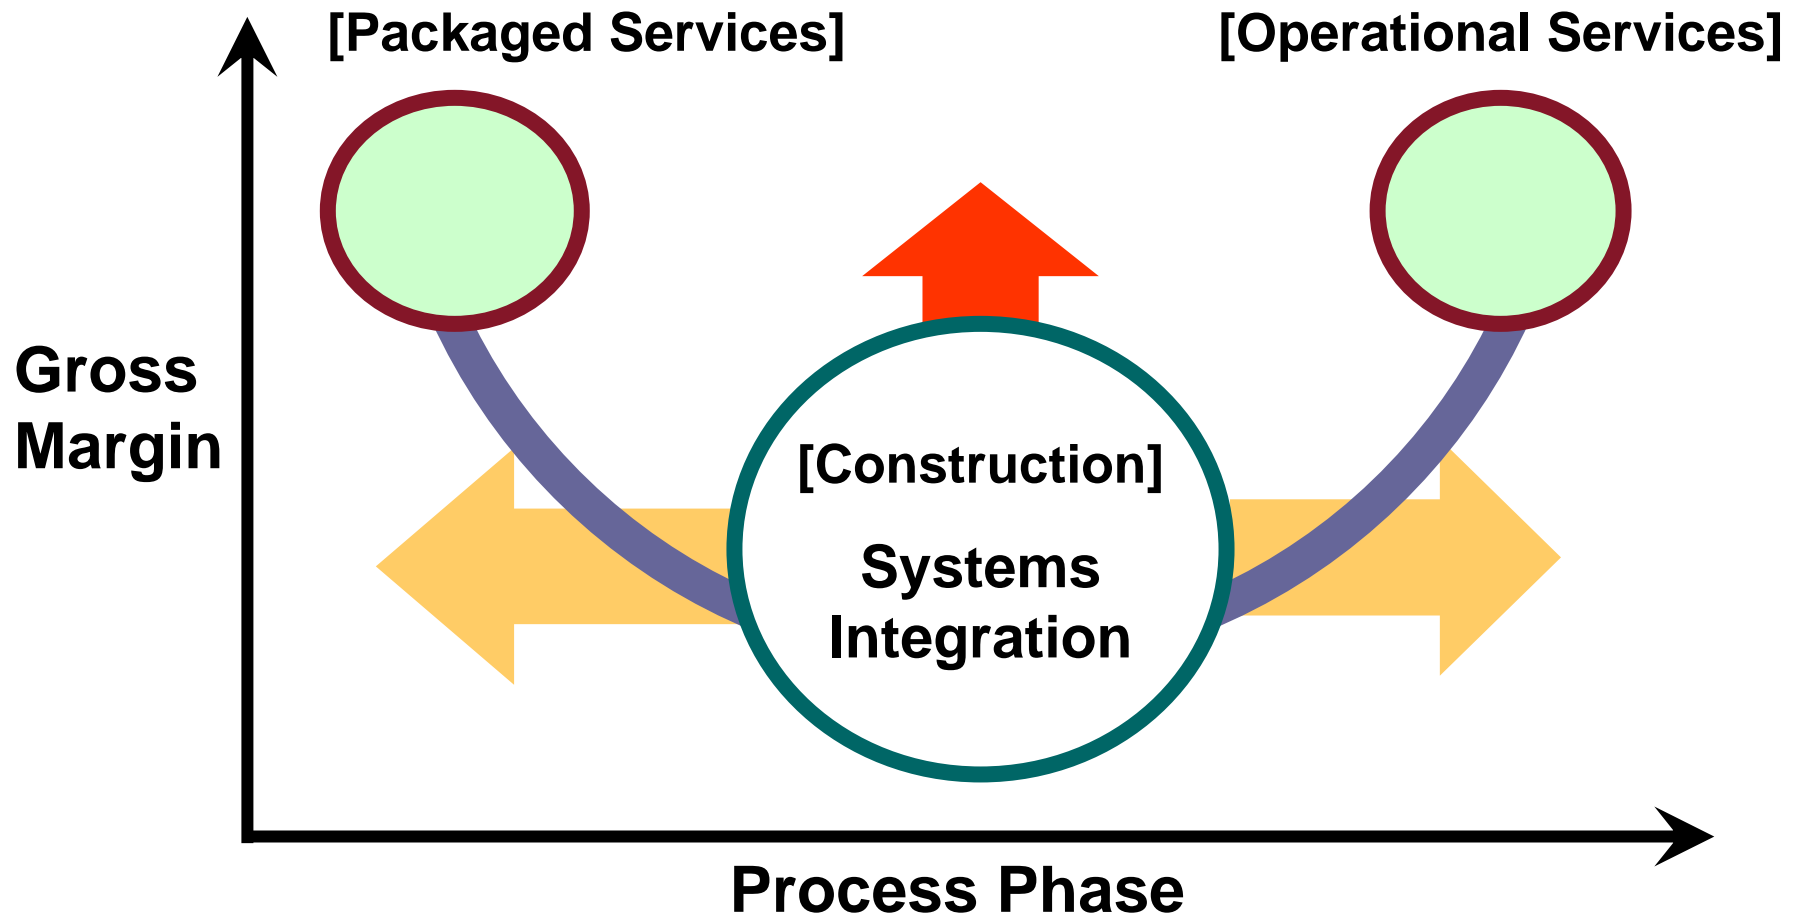 [Packaged Services]
[Operational Services]
Gross
Margin
[Construction]
Systems
Integration
Process Phase